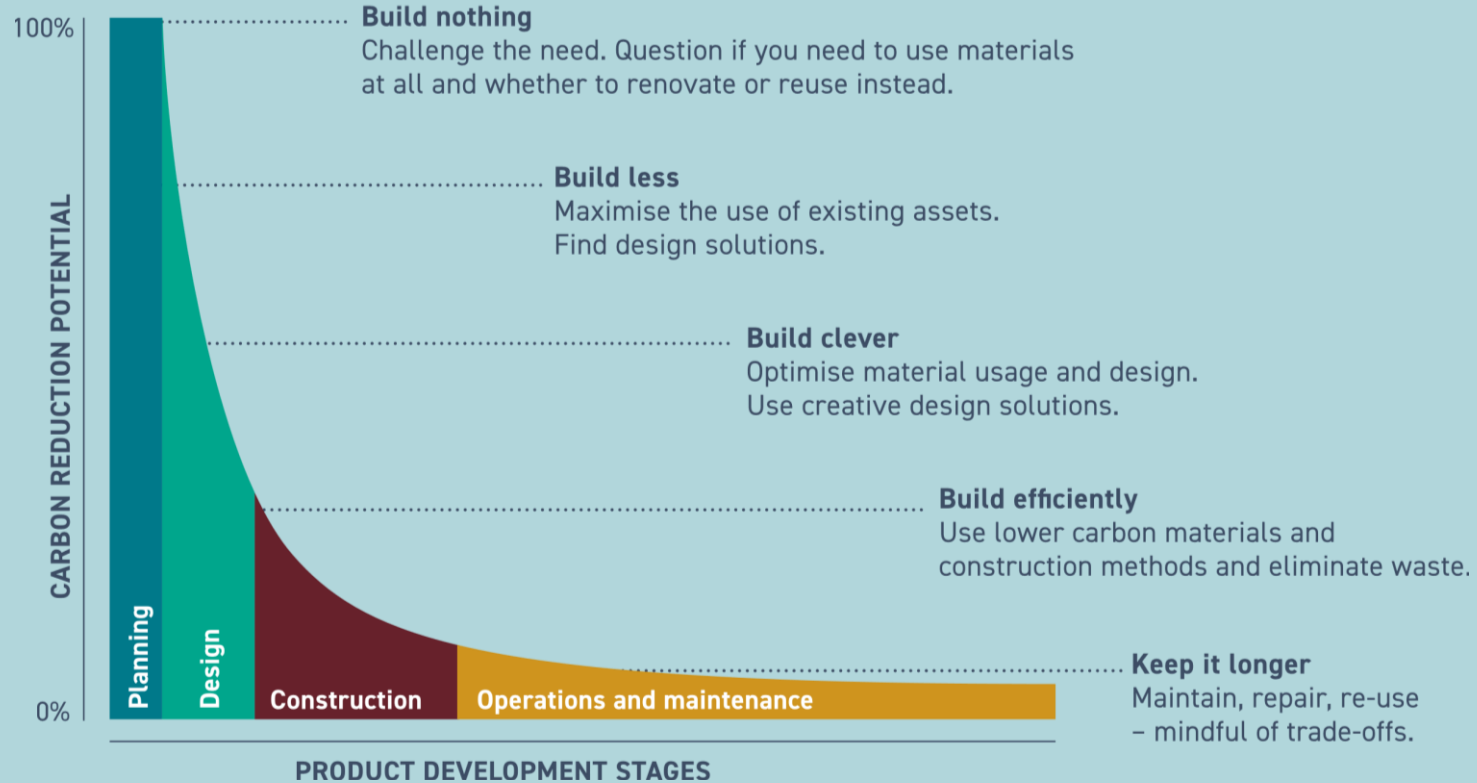 100%
Build nothing
Challenge the need. Question if you need to use materials
at all and whether to renovate or reuse instead.
Build less
Maximise the use of existing assets.
Find design solutions.
CARBON REDUCTION POTENTIAL
Build clever
Optimise material usage and design.
Use creative design solutions.
Build efficiently
Use lower carbon materials and
construction methods and eliminate waste.
Keep it longer
Maintain, repair, re-use
– mindful of trade-offs.
Planning
Design
Construction
Operations and maintenance
0%
PRODUCT DEVELOPMENT STAGES